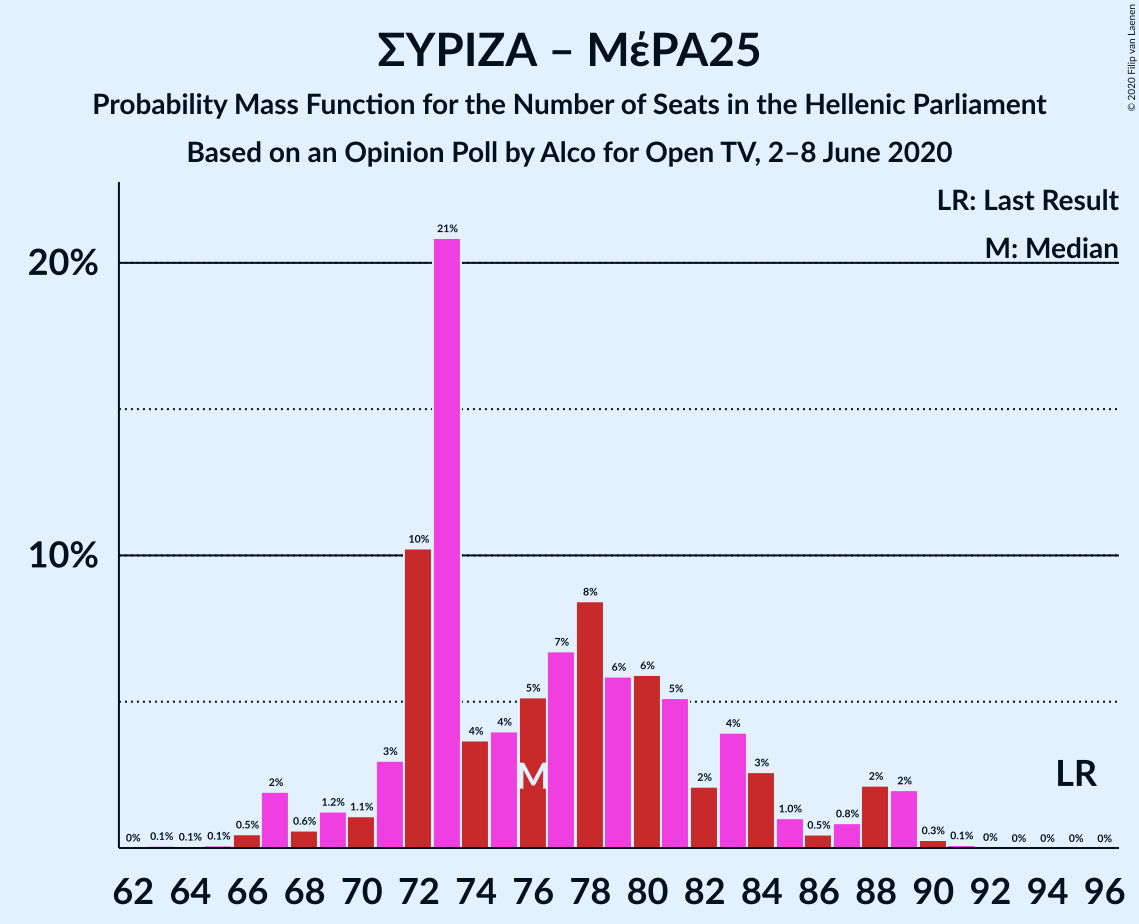 ΣΥΡΙΖΑ – ΜέΡΑ25
Probability Mass Function for the Number of Seats in the Hellenic Parliament
Based on an Opinion Poll by Alco for Open TV, 2–8 June 2020
© 2020 Filip van Laenen
LR: Last Result
M: Median
20%
10%
0% 0.1% 0.1% 0.1% 0.5% 2% 0.6% 1.2% 1.1% 3% 10% 21% 4% 4% 5% 7% 8% 6% 6% 5% 2% 4% 3% 1.0% 0.5% 0.8% 2% 2% 0.3% 0.1% 0% 0% 0% 0% 0%
M
LR
62 64 66 68 70 72 74 76 78 80 82 84 86 88 90 92 94 96